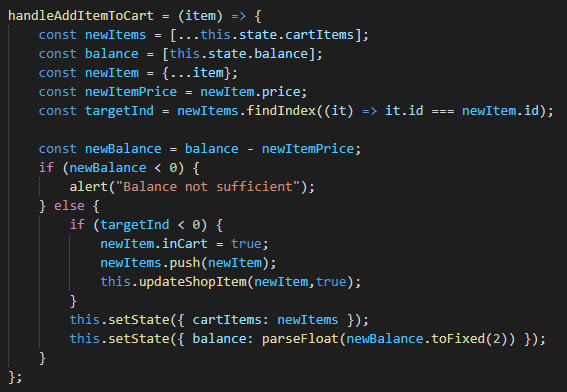 handleAddItemToCart = (item) => {
    const newItems = [...this.state.cartItems];
    const balance = [this.state.balance];
    const newItem = {...item};
    const newItemPrice = newItem.price;
    const targetInd = newItems.findIndex((it) => it.id === newItem.id);

    const newBalance = balance - newItemPrice;
    if (newBalance < 0) {
        alert("Balance not sufficient");
    } else {
        if (targetInd < 0) {
            newItem.inCart = true;
            newItems.push(newItem);
            this.updateShopItem(newItem,true);
        }
        this.setState({ cartItems: newItems });
        this.setState({ balance: parseFloat(newBalance.toFixed(2)) });
    }
};